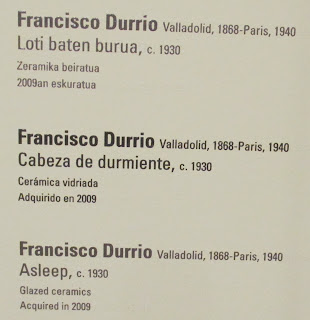 Francisco Durrio Valladolid, 1868-Paris, 1940
Loti baten burua, c. 1930
Zeramika beiratua
2009an eskuratua
Francisco Durrio Valladolid, 1868-Paris, 1940
Cabeza de durmiente, c. 1930
Cerámica vidriada
Adquirido en 2009
Francisco Durrio Valladolid, 1868-Paris, 1940
Asleep, c. 1930
Glazed ceramics
Acquired in 2009